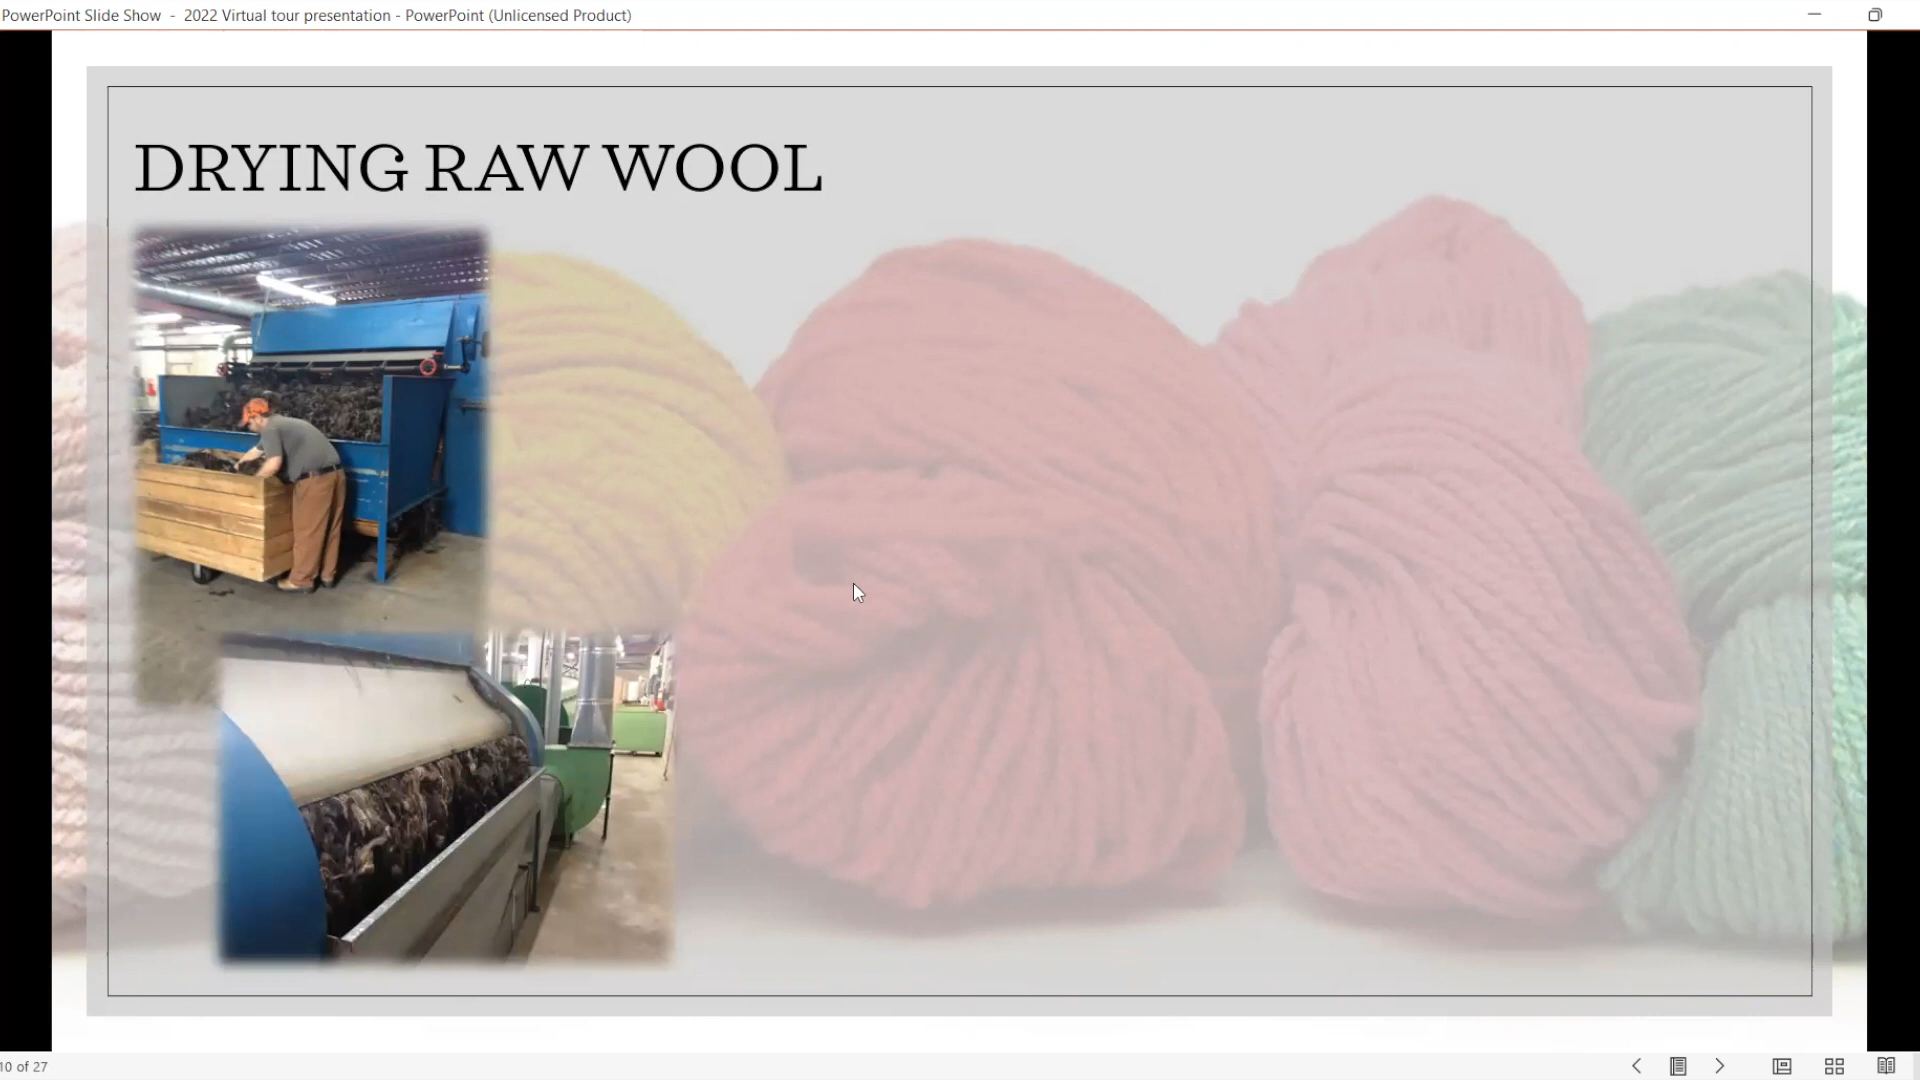 PowerPoint Slide Show - 2022 Virtual tour presentation - PowerPoint (Unlicensed Product)
DRYING RAW WOOL
10 of 27